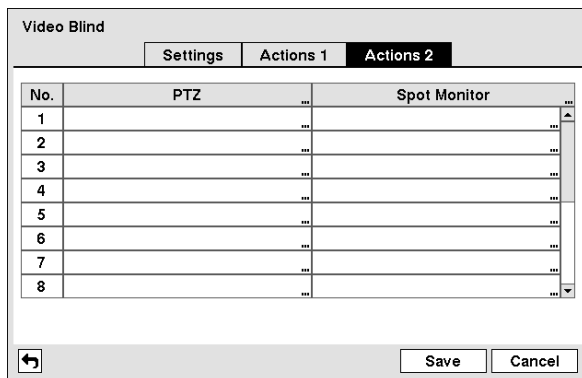 Video Blind
Settings Actions 1 Actions 2
No. PTZ ... Spot Monitor ...
1 ... ...
2 ... ...
3 ... ...
4 ... ...
5 ... ...
6 ... ...
7 ... ...
8 ... ...
Save Cancel